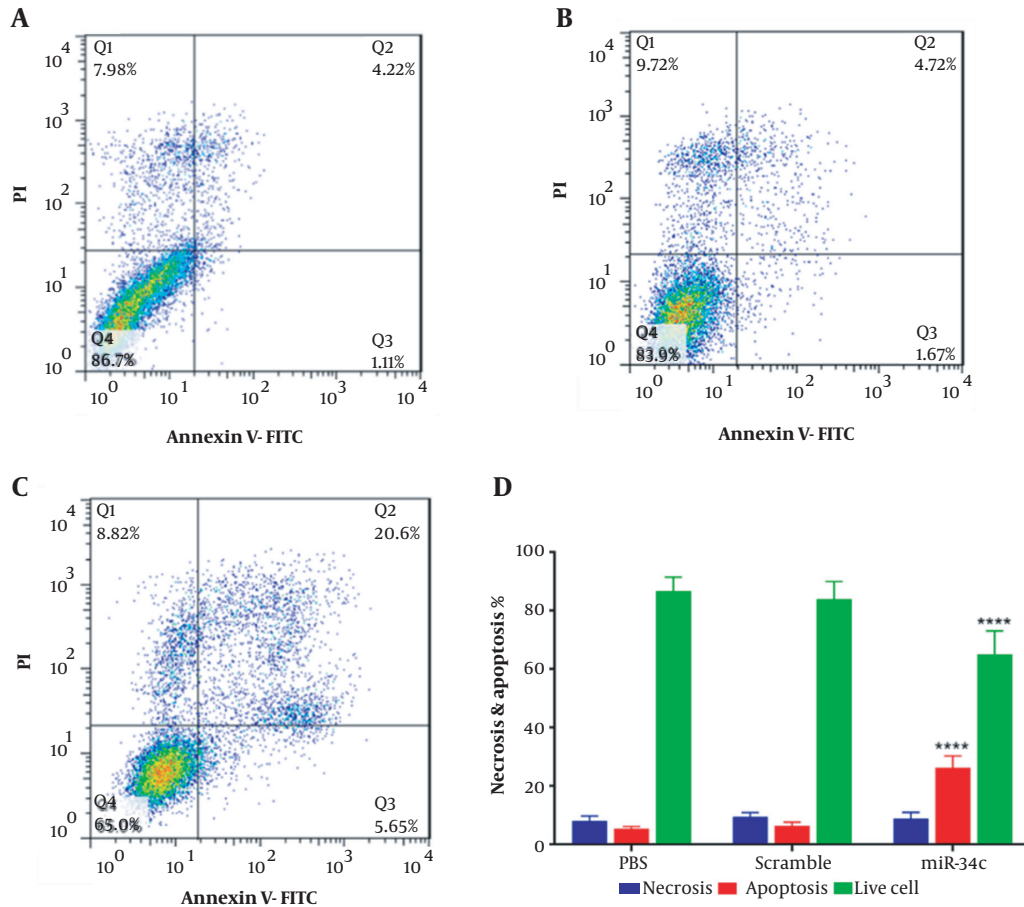 A
10^4
10^3
10^2
10^1
10^0
PI
Q1
7.98%
Q2
4.22%
Q4
86.7%
Q3
1.11%
10^0 10^1 10^2 10^3 10^4
Annexin V- FITC
B
10^4
10^3
10^2
10^1
10^0
PI
Q1
9.72%
Q2
4.72%
Q4
83.9%
Q3
1.67%
10^0 10^1 10^2 10^3 10^4
Annexin V- FITC
C
10^4
10^3
10^2
10^1
10^0
PI
Q1
8.82%
Q2
20.6%
Q4
65.0%
Q3
5.65%
10^0 10^1 10^2 10^3 10^4
Annexin V- FITC
D
Necrosis & apoptosis %
100
80
60
40
20
0
****
****
PBS Scramble miR-34c
Necrosis Apoptosis Live cell